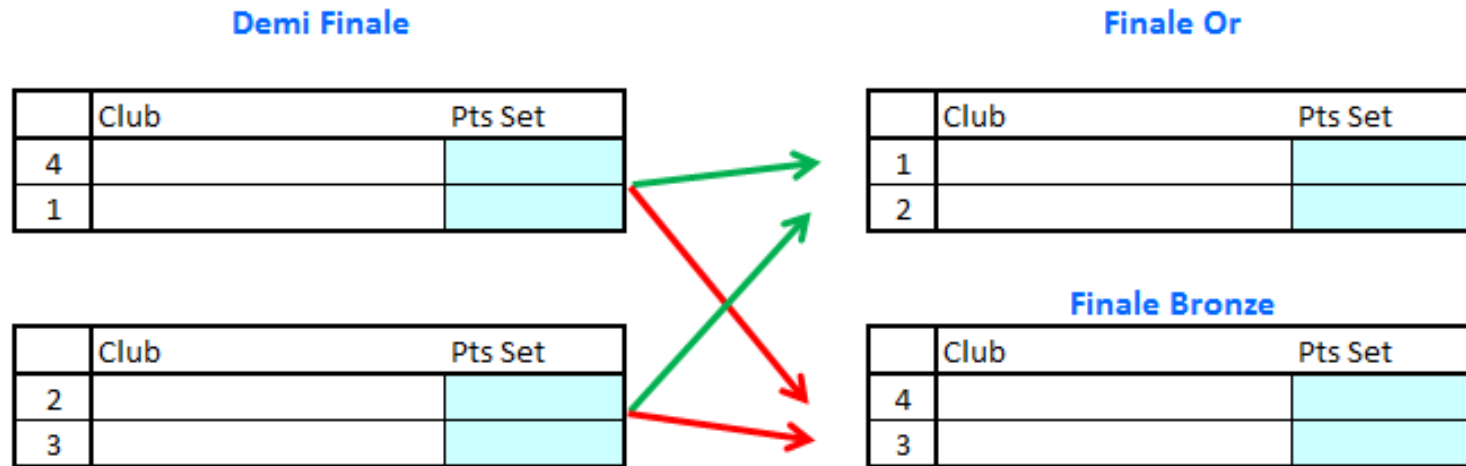 Demi Finale
Finale Or
Club Pts Set
4
1
Club Pts Set
1
2
Finale Bronze
Club Pts Set
2
3
Club Pts Set
4
3